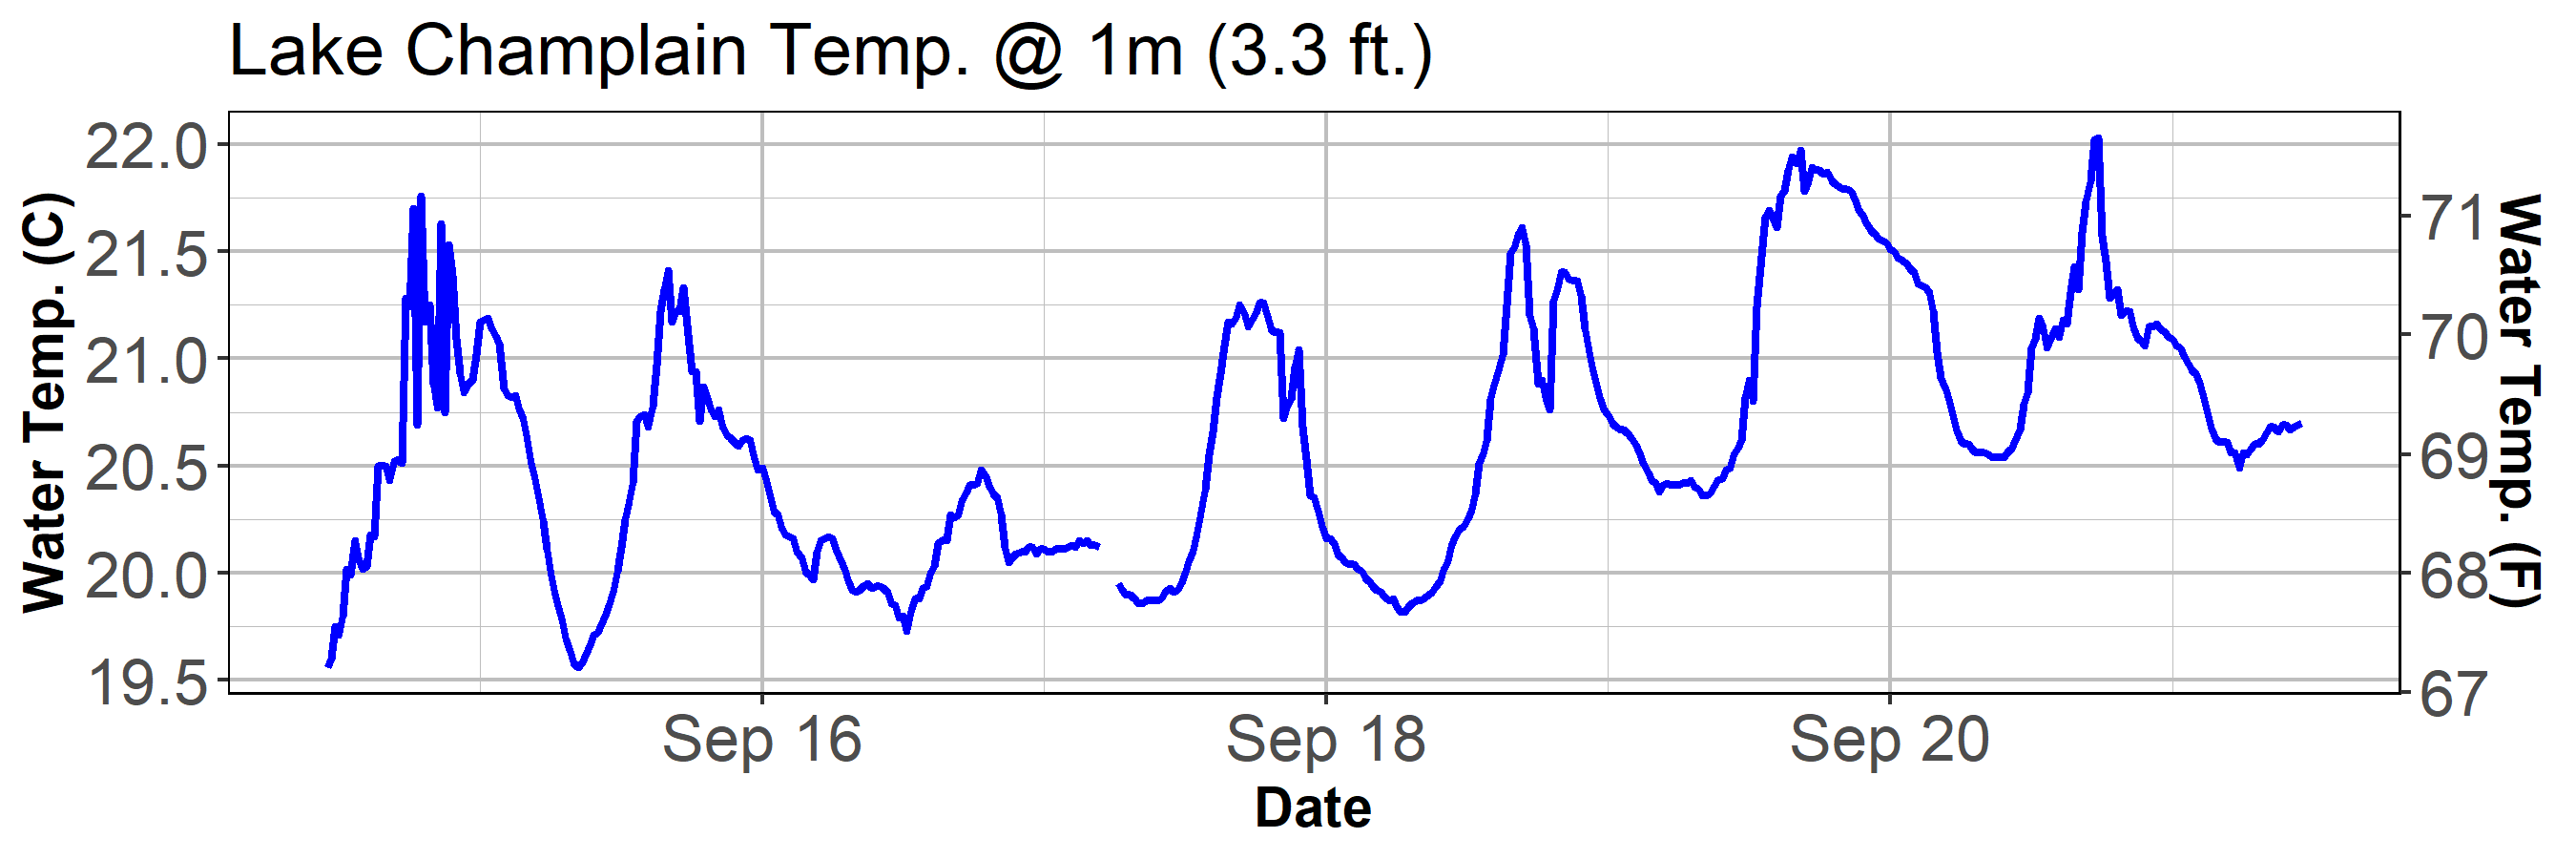 Lake Champlain Temp. @ 1m (3.3 ft.)
Water Temp. (C)
22.0
21.5
21.0
20.5
20.0
19.5
71
70
69
68
67
Water Temp. (F)
Sep 16 Sep 18 Sep 20
Date